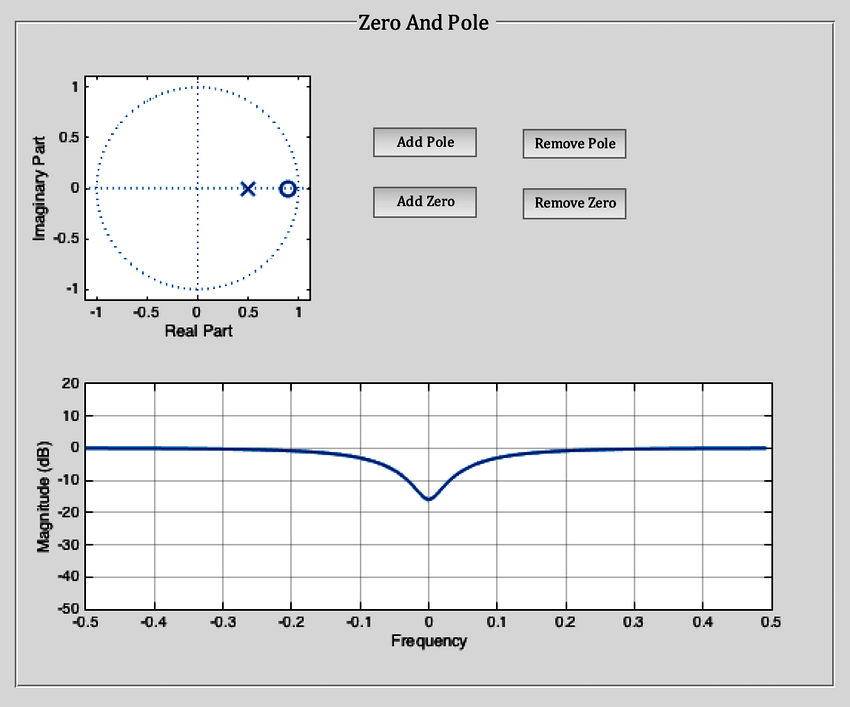 Zero And Pole
1
0.5
0
-0.5
-1
Imaginary Part
-1 -0.5 0 0.5 1
Real Part
Add Pole Remove Pole
Add Zero Remove Zero
20
10
0
-10
-20
-30
-40
-50
Magnitude (dB)
-0.5 -0.4 -0.3 -0.2 -0.1 0 0.1 0.2 0.3 0.4 0.5
Frequency